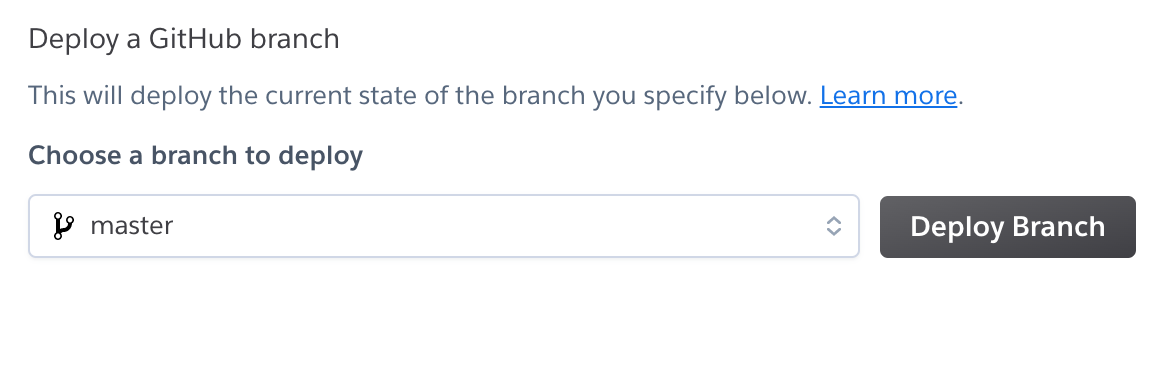 Deploy a GitHub branch
This will deploy the current state of the branch you specify below. Learn more.
Choose a branch to deploy
master
Deploy Branch